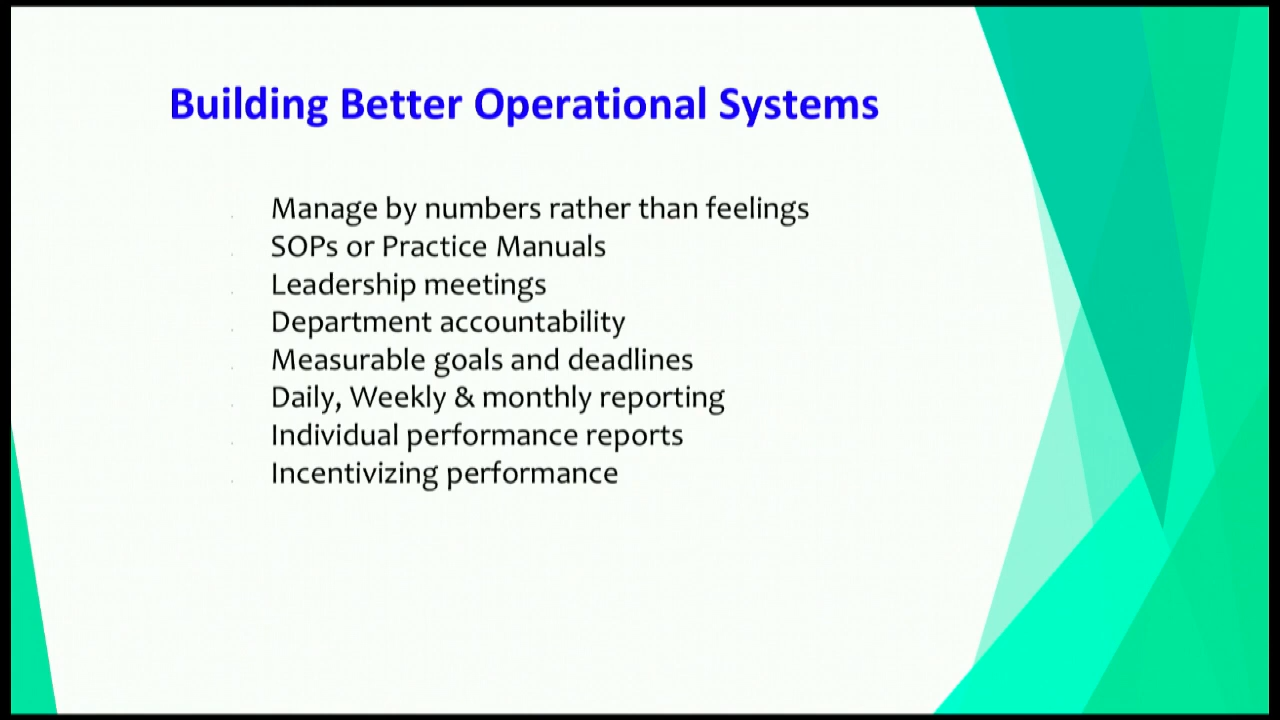 Building Better Operational Systems
Manage by numbers rather than feelings
SOPs or Practice Manuals
Leadership meetings
Department accountability
Measurable goals and deadlines
Daily, Weekly & monthly reporting
Individual performance reports
Incentivizing performance